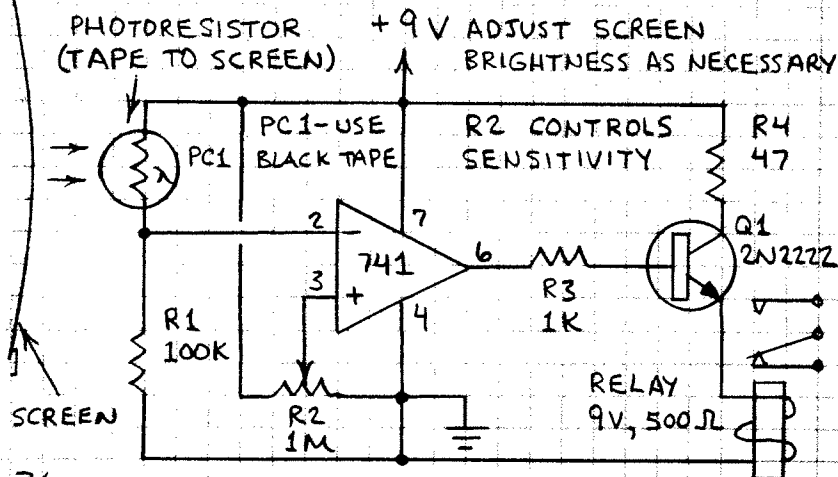 PHOTORESISTOR
(TAPE TO SCREEN)
+9V ADJUST SCREEN
BRIGHTNESS AS NECESSARY
PC1
PC1-USE
BLACK TAPE
R2 CONTROLS
SENSITIVITY
R4
47
λ
2
7
741
6
3
4
-
+
Q1
2N2222
R3
1K
R1
100K
R2
1M
RELAY
9V, 500Ω
SCREEN